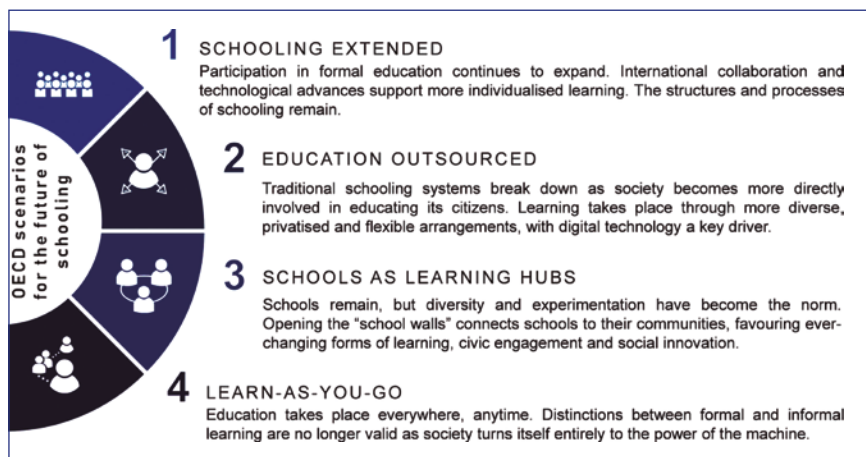 OECD scenarios
for the future of
schooling
1 SCHOOLING EXTENDED
Participation in formal education continues to expand. International collaboration and
technological advances support more individualised learning. The structures and processes
of schooling remain.
2 EDUCATION OUTSOURCED
Traditional schooling systems break down as society becomes more directly
involved in educating its citizens. Learning takes place through more diverse,
privatised and flexible arrangements, with digital technology a key driver.
3 SCHOOLS AS LEARNING HUBS
Schools remain, but diversity and experimentation have become the norm.
Opening the “school walls” connects schools to their communities, favouring ever-
changing forms of learning, civic engagement and social innovation.
4 LEARN-AS-YOU-GO
Education takes place everywhere, anytime. Distinctions between formal and informal
learning are no longer valid as society turns itself entirely to the power of the machine.